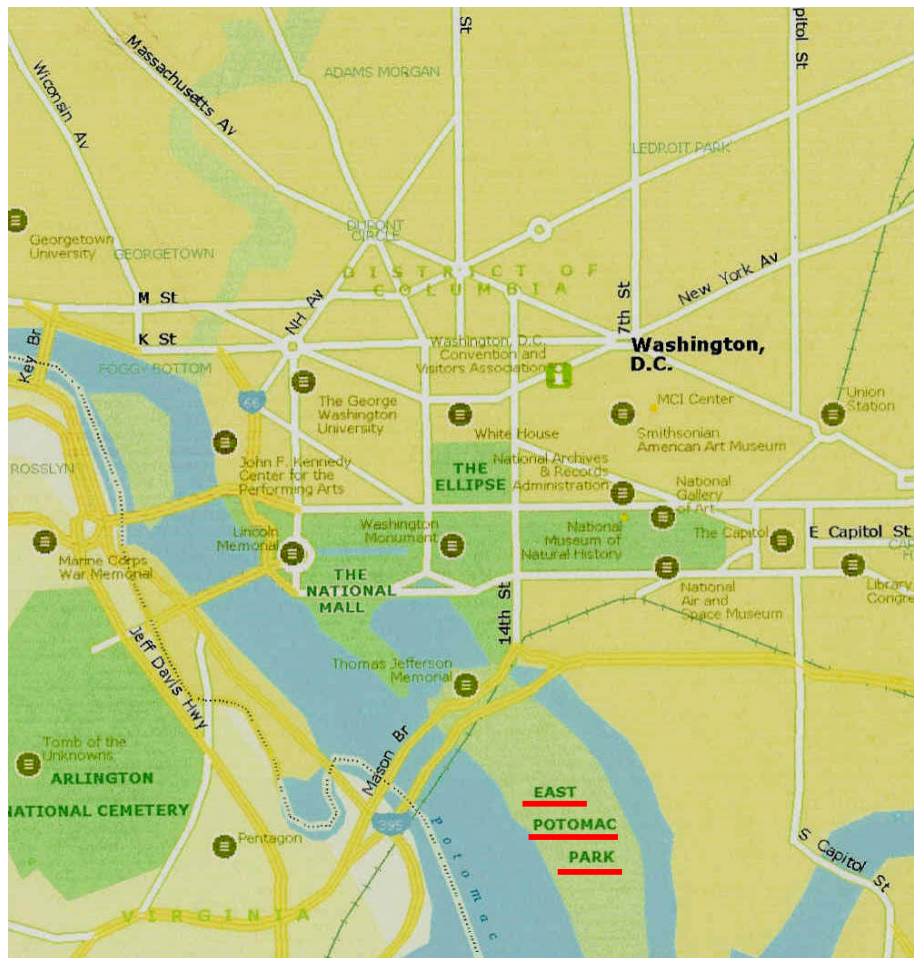 St
Capitol St
Massachusetts Av
ADAMS MORGAN
Wisconsin Av
LEDROIT PARK
Georgetown
University
GEORGETOWN
DUPONT
CIRCLE
DISTRICT OF
COLUMBIA
New York Av
7th St
M St
NH Av
K St
Key Br
FOGGY BOTTOM
Washington, D.C.
Convention and
Visitors Association
Washington,
D.C.
66
The George
Washington
University
White House
MCI Center
Smithsonian
American Art Museum
Union
Station
ROSSLYN
John F. Kennedy
Center for the
Performing Arts
THE
ELLIPSE
National Archives
& Records
Administration
National
Gallery
of Art
Lincoln
Memorial
Washington
Monument
National
Museum of
Natural History
The Capitol
E Capitol St
Marine Corps
War Memorial
THE
NATIONAL
MALL
14th St
National
Air and
Space Museum
Library
Congre
Jeff Davis Hwy
Thomas Jefferson
Memorial
Tomb of the
Unknowns
ARLINGTON
NATIONAL CEMETERY
Mason Br
395
Potomac
EAST
POTOMAC
PARK
Pentagon
S Capitol St
VIRGINIA